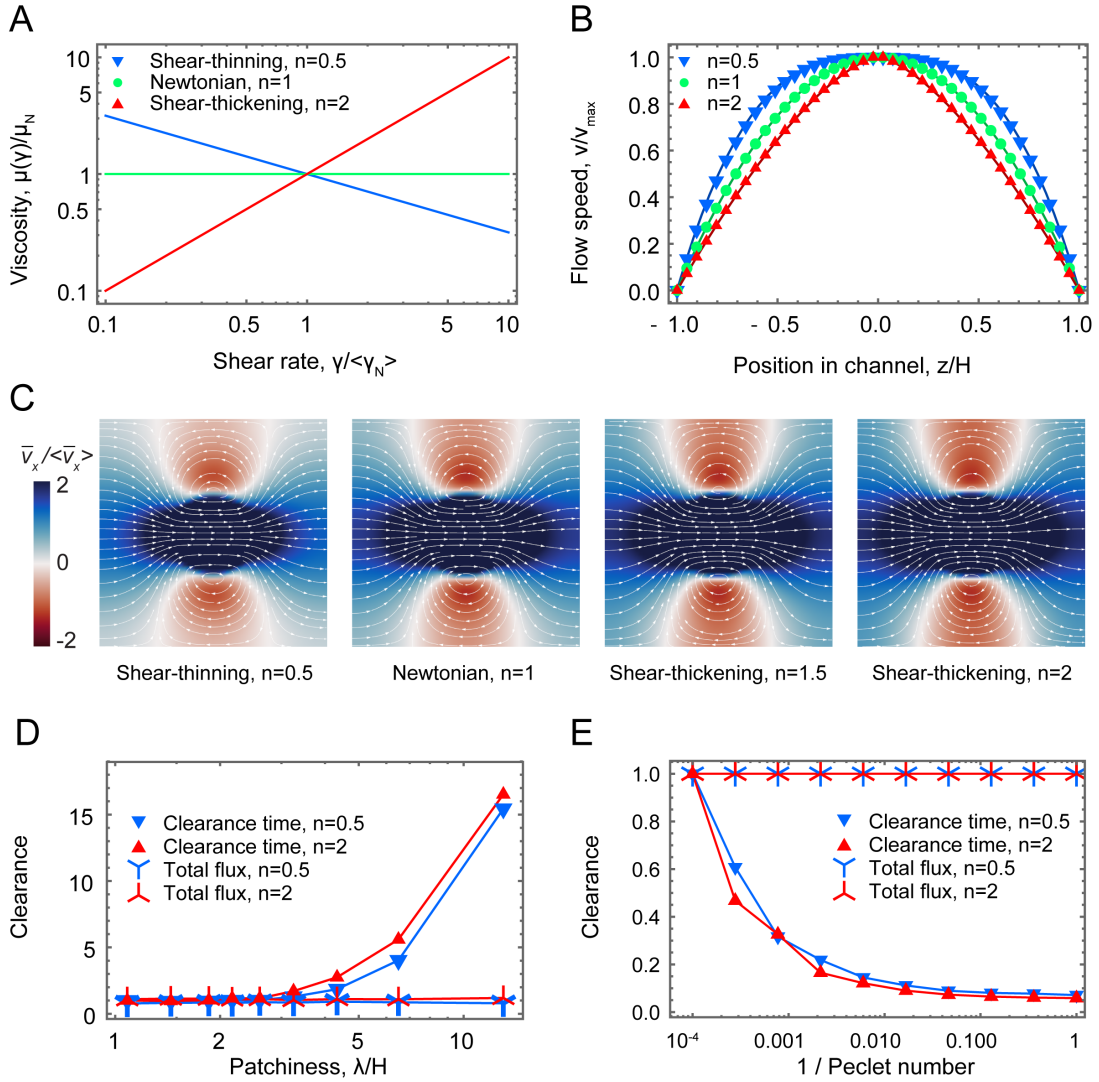 A
Shear-thinning, n=0.5
Newtonian, n=1
Shear-thickening, n=2
10
5
1
0.5
0.1
0.1
0.5
1
5
10
Viscosity, μ(γ)/μN
Shear rate, γ/<γN>
B
n=0.5
n=1
n=2
1.0
0.8
0.6
0.4
0.2
0.0
- 1.0
- 0.5
0.0
0.5
1.0
Flow speed, v/vmax
Position in channel, z/H
C
v̅x/<v̅x>
2
0
-2
Shear-thinning, n=0.5
Newtonian, n=1
Shear-thickening, n=1.5
Shear-thickening, n=2
D
Clearance time, n=0.5
Clearance time, n=2
Total flux, n=0.5
Total flux, n=2
15
10
5
0
1
2
5
10
Clearance
Patchiness, λ/H
E
Clearance time, n=0.5
Clearance time, n=2
Total flux, n=0.5
Total flux, n=2
1.0
0.8
0.6
0.4
0.2
0.0
10-4
0.001
0.010
0.100
1
Clearance
1 / Peclet number